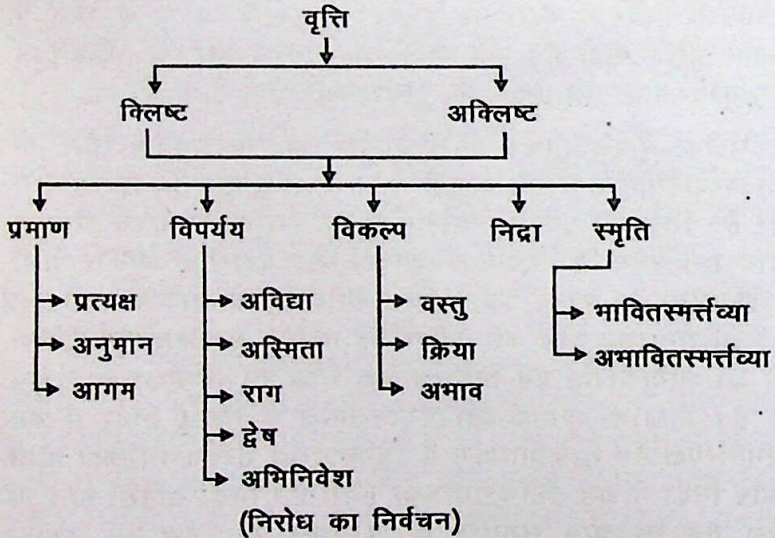 वृत्ति
क्लिष्ट अक्लिष्ट
प्रमाण विपर्यय विकल्प निद्रा स्मृति
प्रत्यक्ष अविद्या वस्तु भावितस्मर्त्तव्या
अनुमान अस्मिता क्रिया अभावितस्मर्त्तव्या
आगम राग अभाव
द्वेष
अभिनिवेश
(निरोध का निर्वचन)